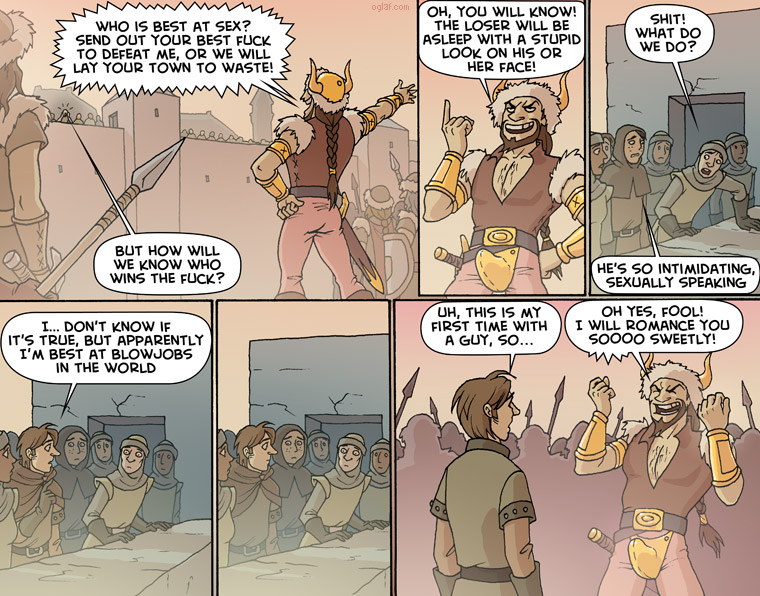 oglaf.com
WHO IS BEST AT SEX?
SEND OUT YOUR BEST FUCK
TO DEFEAT ME, OR WE WILL
LAY YOUR TOWN TO WASTE!
BUT HOW WILL
WE KNOW WHO
WINS THE FUCK?
OH, YOU WILL KNOW!
THE LOSER WILL BE
ASLEEP WITH A STUPID
LOOK ON HIS OR
HER FACE!
SHIT!
WHAT DO
WE DO?
HE'S SO INTIMIDATING,
SEXUALLY SPEAKING
I... DON'T KNOW IF
IT'S TRUE, BUT APPARENTLY
I'M BEST AT BLOWJOBS
IN THE WORLD
UH, THIS IS MY
FIRST TIME WITH
A GUY, SO...
OH YES, FOOL!
I WILL ROMANCE YOU
SOOOO SWEETLY!